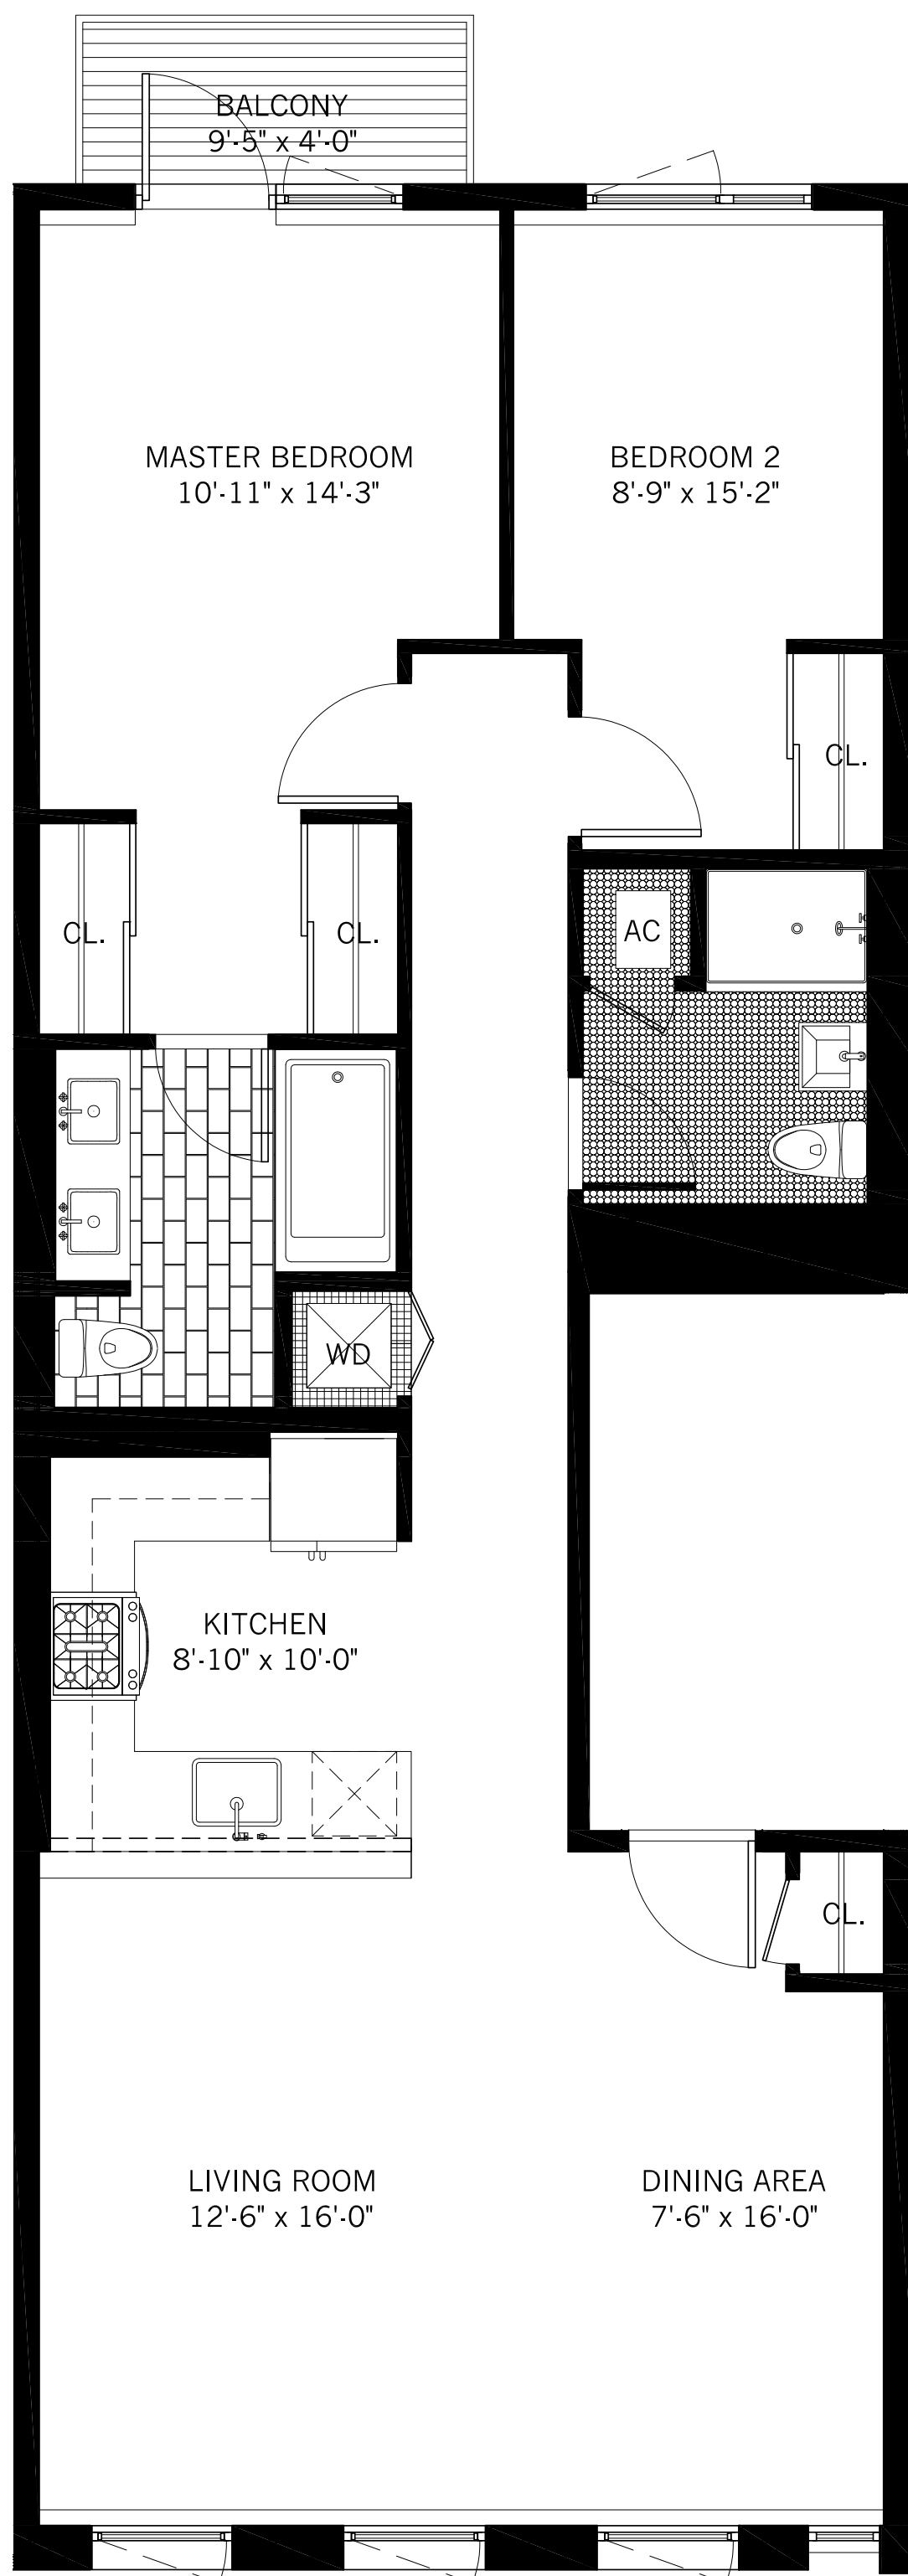 BALCONY
9'-5" x 4'-0"
MASTER BEDROOM
10'-11" x 14'-3"
BEDROOM 2
8'-9" x 15'-2"
CL.
CL.
CL.
AC
WD
KITCHEN
8'-10" x 10'-0"
CL.
LIVING ROOM
12'-6" x 16'-0"
DINING AREA
7'-6" x 16'-0"